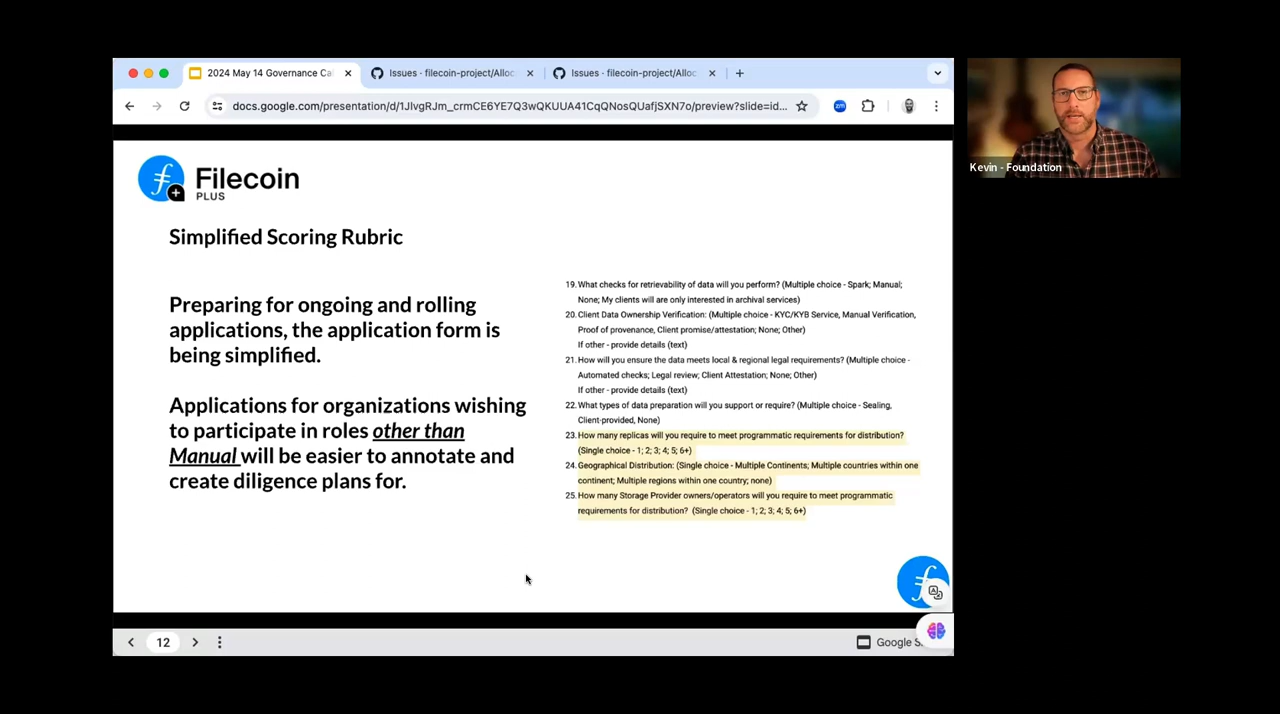 2024 May 14 Governance Ca
Issues · filecoin-project/Alloc
Issues · filecoin-project/Alloc
docs.google.com/presentation/d/1JlvgRJm_crmCE6YE7Q3wQKUUA41CqQNosQUafjSXN7o/preview?slide=id...
zm
Kevin - Foundation
Filecoin
PLUS
Simplified Scoring Rubric
Preparing for ongoing and rolling
applications, the application form is
being simplified.
Applications for organizations wishing
to participate in roles other than
Manual will be easier to annotate and
create diligence plans for.
19. What checks for retrievability of data will you perform? (Multiple choice - Spark; Manual;
None; My clients will are only interested in archival services)
20. Client Data Ownership Verification: (Multiple choice - KYC/KYB Service, Manual Verification,
Proof of provenance, Client promise/attestation; None; Other)
If other - provide details (text)
21. How will you ensure the data meets local & regional legal requirements? (Multiple choice -
Automated checks; Legal review; Client Attestation; None; Other)
If other - provide details (text)
22. What types of data preparation will you support or require? (Multiple choice - Sealing,
Client-provided, None)
23. How many replicas will you require to meet programmatic requirements for distribution?
(Single choice - 1; 2; 3; 4; 5; 6+)
24. Geographical Distribution: (Single choice - Multiple Continents; Multiple countries within one
continent; Multiple regions within one country; none)
25. How many Storage Provider owners/operators will you require to meet programmatic
requirements for distribution? (Single choice - 1; 2; 3; 4; 5; 6+)
12
Google S